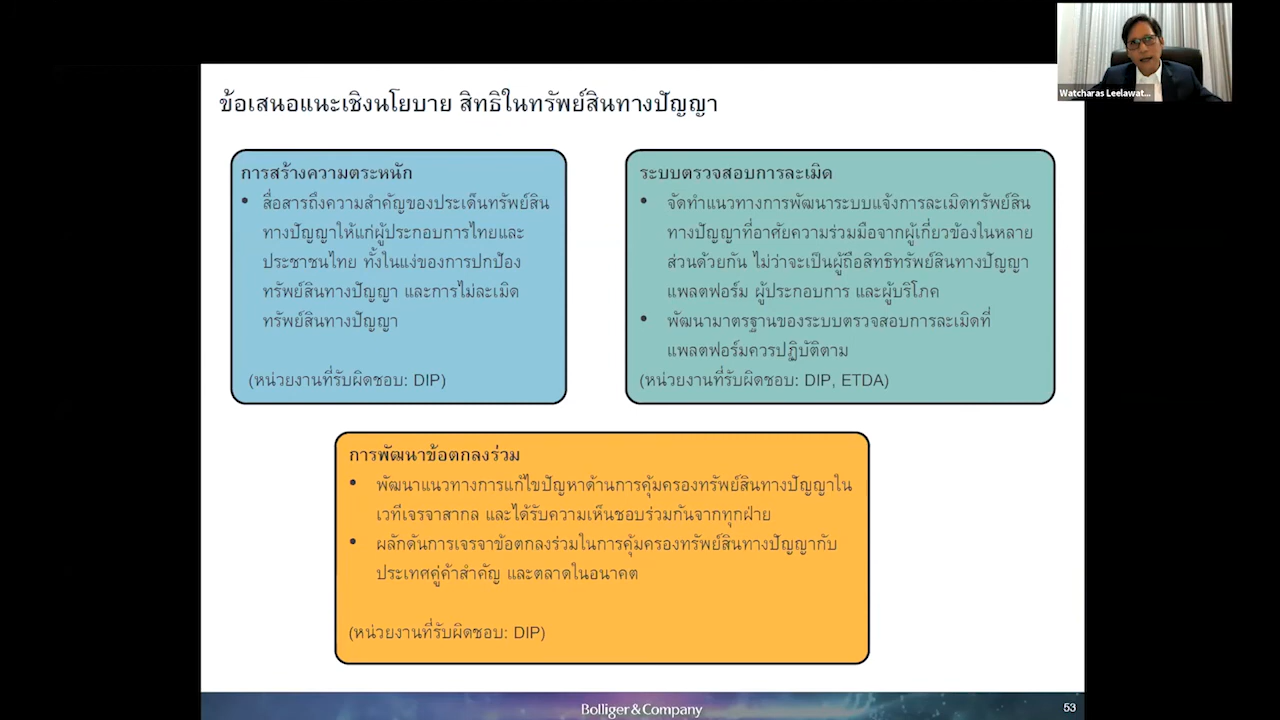 Watcharas Leelawat...
ข้อเสนอแนะเชิงนโยบาย สิทธิในทรัพย์สินทางปัญญา
การสร้างความตระหนัก
• สื่อสารถึงความสำคัญของประเด็นทรัพย์สิน
ทางปัญญาให้แก่ผู้ประกอบการไทยและ
ประชาชนไทย ทั้งในแง่ของการปกป้อง
ทรัพย์สินทางปัญญา และการไม่ละเมิด
ทรัพย์สินทางปัญญา
(หน่วยงานที่รับผิดชอบ: DIP)
ระบบตรวจสอบการละเมิด
• จัดทำแนวทางการพัฒนาระบบแจ้งการละเมิดทรัพย์สิน
ทางปัญญาที่อาศัยความร่วมมือจากผู้เกี่ยวข้องในหลาย
ส่วนด้วยกัน ไม่ว่าจะเป็นผู้ถือสิทธิทรัพย์สินทางปัญญา
แพลตฟอร์ม ผู้ประกอบการ และผู้บริโภค
• พัฒนามาตรฐานของระบบตรวจสอบการละเมิดที่
แพลตฟอร์มควรปฏิบัติตาม
(หน่วยงานที่รับผิดชอบ: DIP, ETDA)
การพัฒนาข้อตกลงร่วม
• พัฒนาแนวทางการแก้ไขปัญหาด้านการคุ้มครองทรัพย์สินทางปัญญาใน
เวทีเจรจาสากล และได้รับความเห็นชอบร่วมกันจากทุกฝ่าย
• ผลักดันการเจรจาข้อตกลงร่วมในการคุ้มครองทรัพย์สินทางปัญญากับ
ประเทศคู่ค้าสำคัญ และตลาดในอนาคต
(หน่วยงานที่รับผิดชอบ: DIP)
Bolliger & Company
53